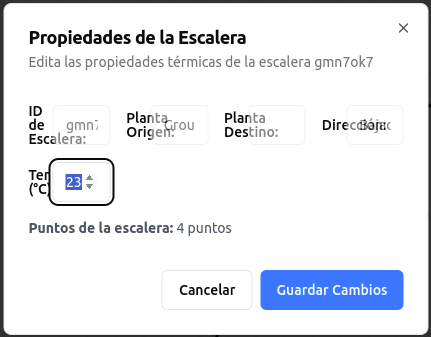 Propiedades de la Escalera
Edita las propiedades térmicas de la escalera gmn7ok7
ID de Escalera:
gmn7
Planta Origen:
Grou
Planta Destino:
Dirección:
Ter
(°C)
23
Puntos de la escalera: 4 puntos
Cancelar
Guardar Cambios